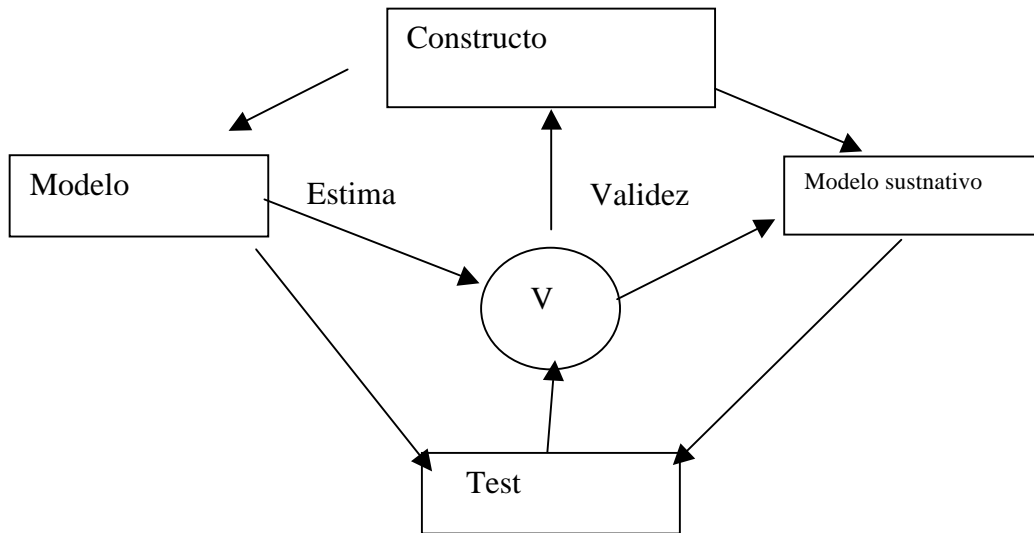 Constructo
Modelo
Estima
Validez
Modelo sustnativo
V
Test